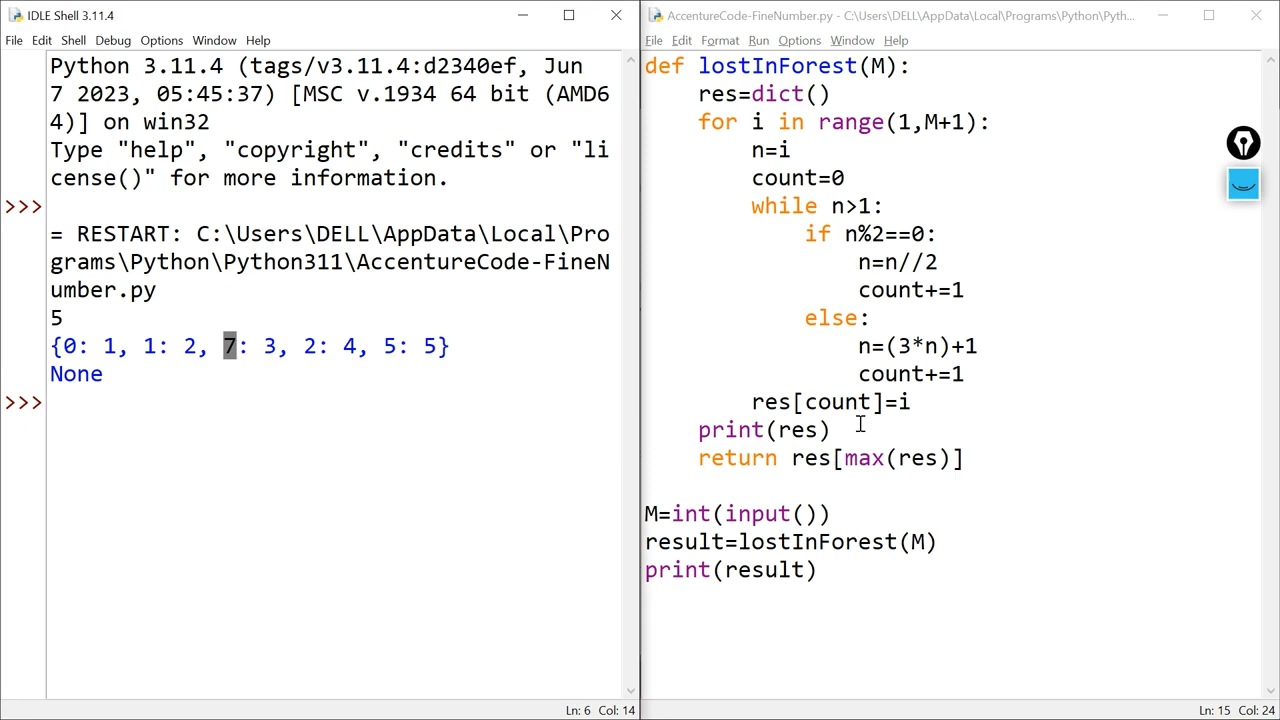 IDLE Shell 3.11.4
File Edit Shell Debug Options Window Help
Python 3.11.4 (tags/v3.11.4:d2340ef, Jun
7 2023, 05:45:37) [MSC v.1934 64 bit (AMD6
4)] on win32
Type "help", "copyright", "credits" or "li
cense()" for more information.
>>>
= RESTART: C:\Users\DELL\AppData\Local\Pro
grams\Python\Python311\AccentureCode-FineN
umber.py
5
{0: 1, 1: 2, 7: 3, 2: 4, 5: 5}
None
>>>
Ln: 6 Col: 14
AccentureCode-FineNumber.py - C:\Users\DELL\AppData\Local\Programs\Python\Pyth...
File Edit Format Run Options Window Help
def lostInForest(M):
    res=dict()
    for i in range(1,M+1):
        n=i
        count=0
        while n>1:
            if n%2==0:
                n=n//2
                count+=1
            else:
                n=(3*n)+1
                count+=1
        res[count]=i
    print(res)
    return res[max(res)]
M=int(input())
result=lostInForest(M)
print(result)
Ln: 15 Col: 24